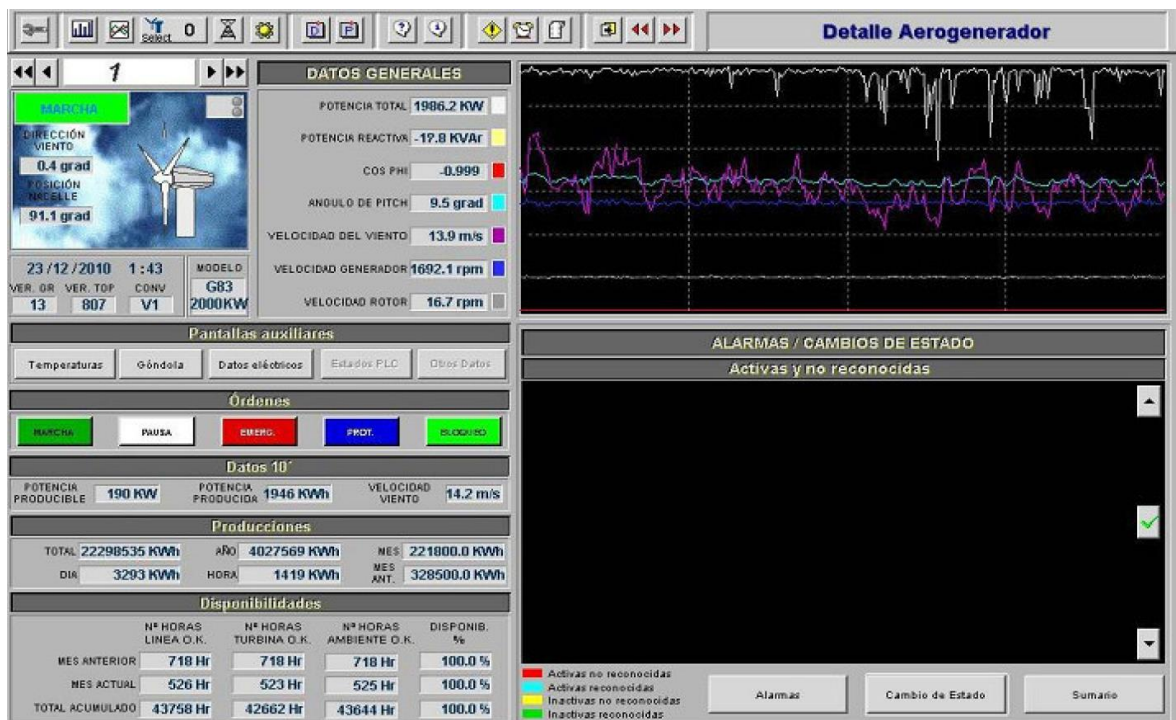 Select 0
Detalle Aerogenerador
1
MARCHA
DIRECCIÓN
VIENTO
0.4 grad
POSICIÓN
NACELLE
91.1 grad
23/12/2010 1:43
VER. GR VER. TOP CONV
13 807 V1
MODELO
G83
2000KW
DATOS GENERALES
POTENCIA TOTAL 1986.2 KW
POTENCIA REACTIVA -19.8 KVAr
COS PHI -0.999
ANGULO DE PITCH 9.5 grad
VELOCIDAD DEL VIENTO 13.9 m/s
VELOCIDAD GENERADOR 1692.1 rpm
VELOCIDAD ROTOR 16.7 rpm
Pantallas auxiliares
Temperaturas Góndola Datos eléctricos Estados PLC Otros Datos
Órdenes
MARCHA PAUSA EMERG. PROT. BLOQUEO
Datos 10´
POTENCIA PRODUCIBLE 190 KW POTENCIA PRODUCIDA 1946 KWh VELOCIDAD VIENTO 14.2 m/s
Producciones
TOTAL 22298535 KWh AÑO 4027569 KWh MES 221800.0 KWh
DIA 3293 KWh HORA 1419 KWh MES ANT. 328500.0 KWh
Disponibilidades
Nº HORAS LINEA O.K. Nº HORAS TURBINA O.K. Nº HORAS AMBIENTE O.K. DISPONIB. %
MES ANTERIOR 718 Hr 718 Hr 718 Hr 100.0 %
MES ACTUAL 526 Hr 523 Hr 525 Hr 100.0 %
TOTAL ACUMULADO 43758 Hr 42662 Hr 43644 Hr 100.0 %
ALARMAS / CAMBIOS DE ESTADO
Activas y no reconocidas
Activas no reconocidas
Activas reconocidas
Inactivas no reconocidas
Inactivas reconocidas
Alarmas Cambio de Estado Sumario